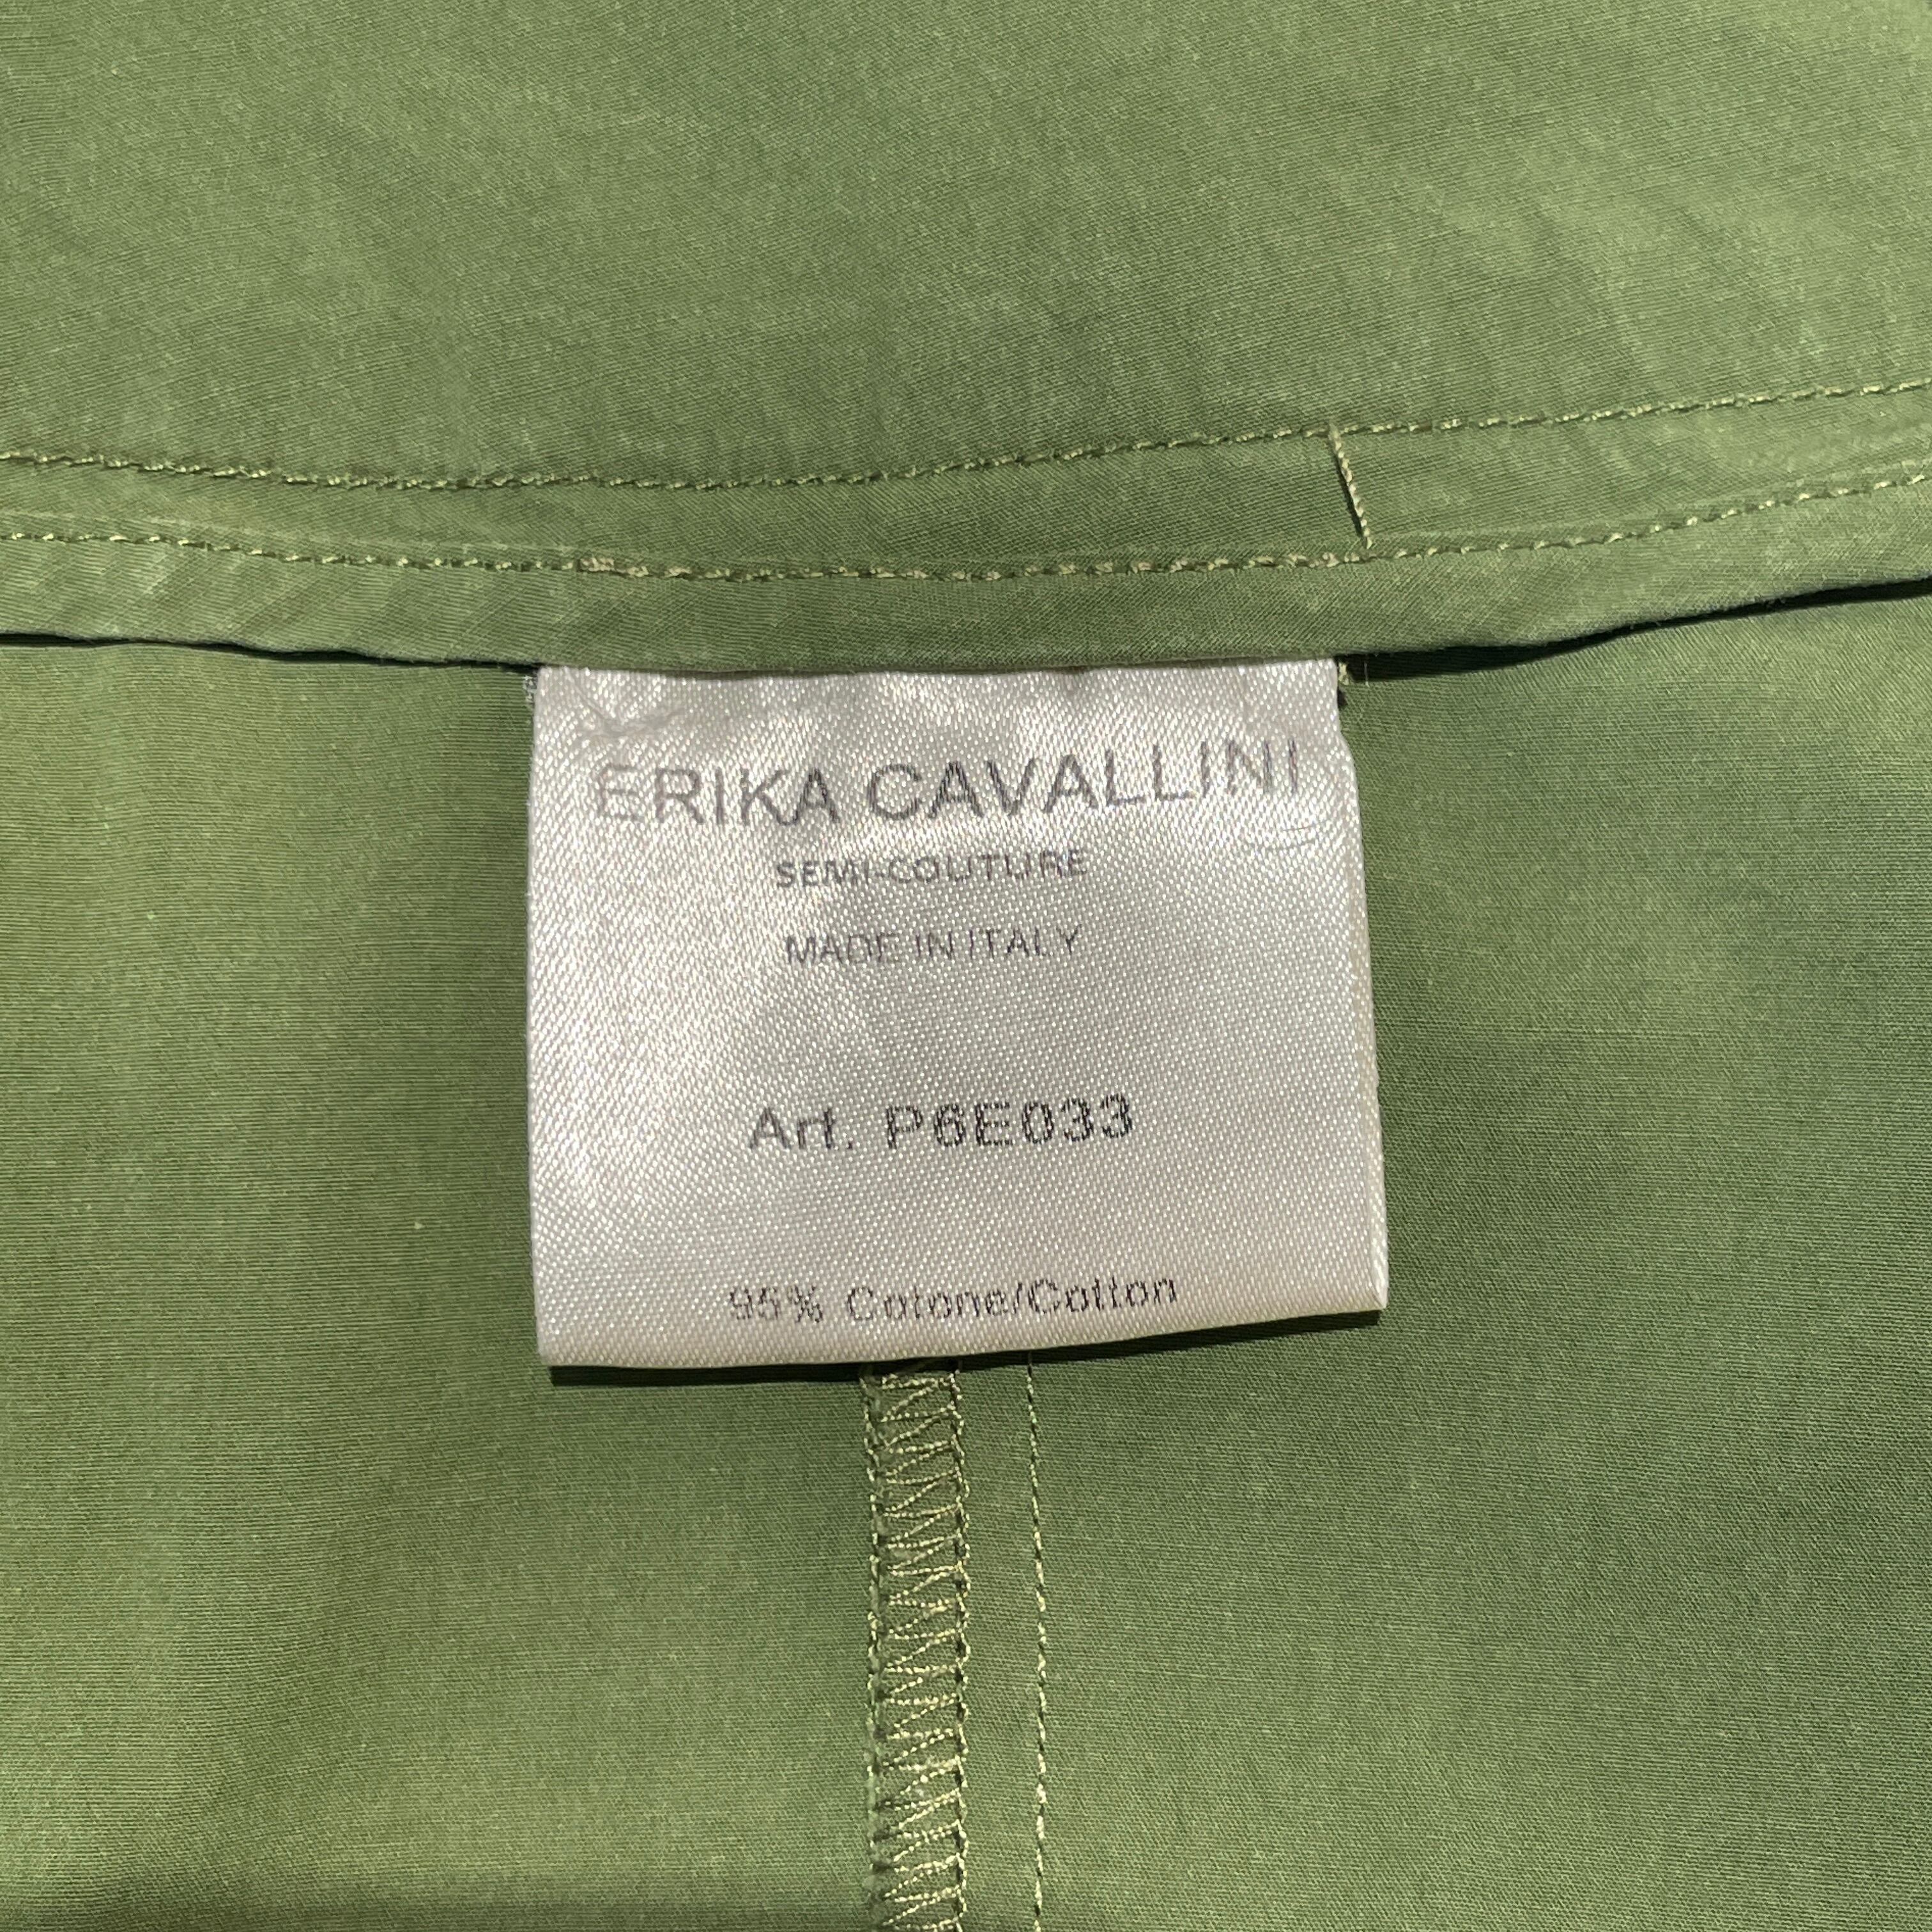 ERIKA CAVALLINI
SEMI-COUTURE
MADE IN ITALY
Art. P6E033
95% Cotone/Cotton